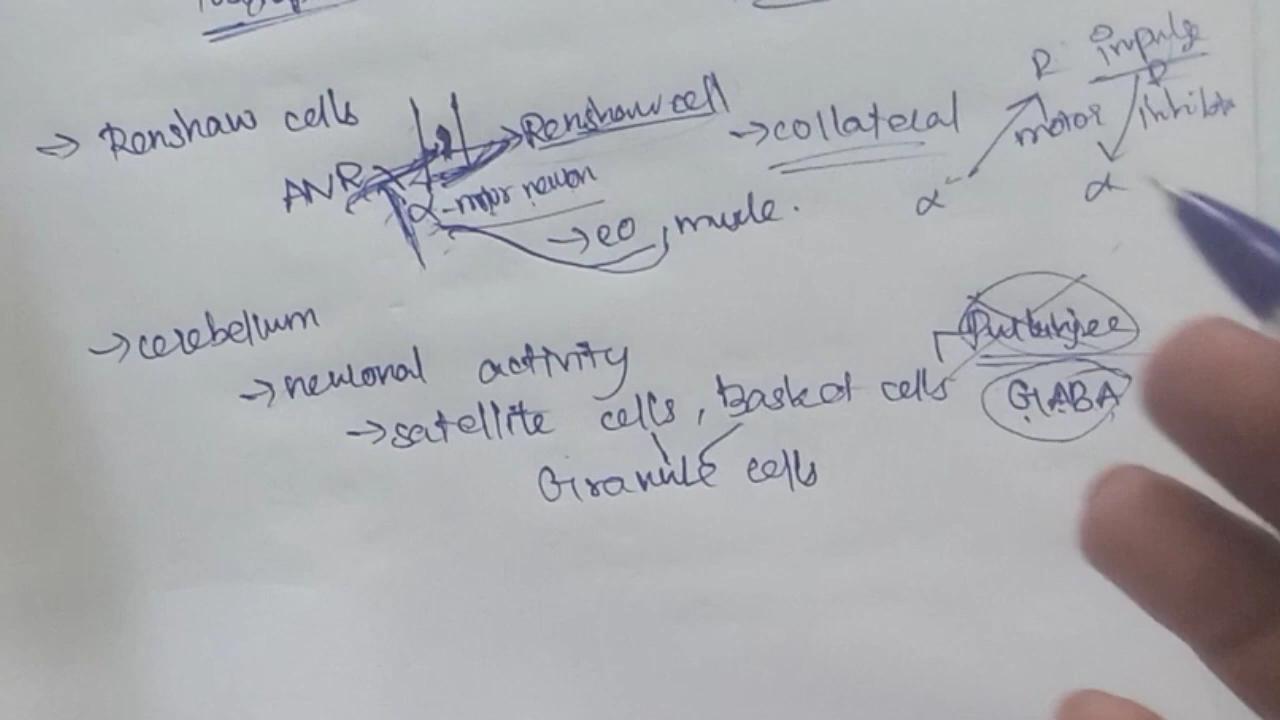 → Renshaw cells
ANR
→ Renshaw cell
α-motor neuron
→ collateral
R impulse
R
motor inhibit
α α
→ eo, muscle.
→ cerebellum
→ neuronal activity
→ satellite cells, Basket cells
Purkinjee
GABA
Granule cells